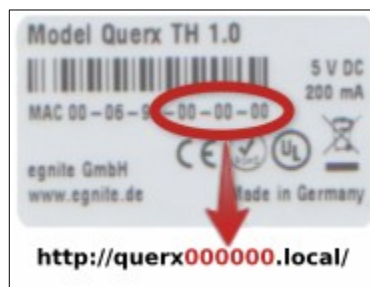 Model Querx TH 1.0
5 V DC
200 mA
MAC 00-06-9 -00-00-00
CE RoHS UL
egnite GmbH
www.egnite.de
Made in Germany
http://querx000000.local/